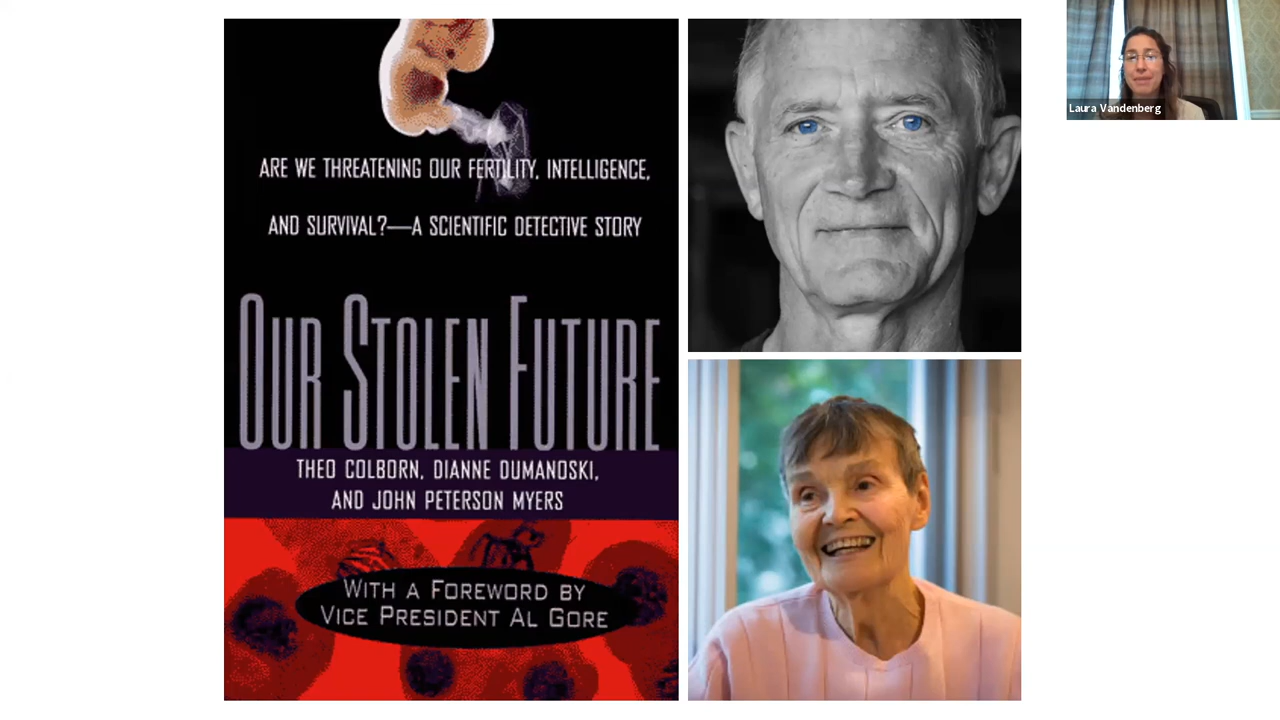 ARE WE THREATENING OUR FERTILITY, INTELLIGENCE,
AND SURVIVAL?—A SCIENTIFIC DETECTIVE STORY
OUR STOLEN FUTURE
THEO COLBORN, DIANNE DUMANOSKI,
AND JOHN PETERSON MYERS
WITH A FOREWORD BY
VICE PRESIDENT AL GORE
Laura Vandenberg